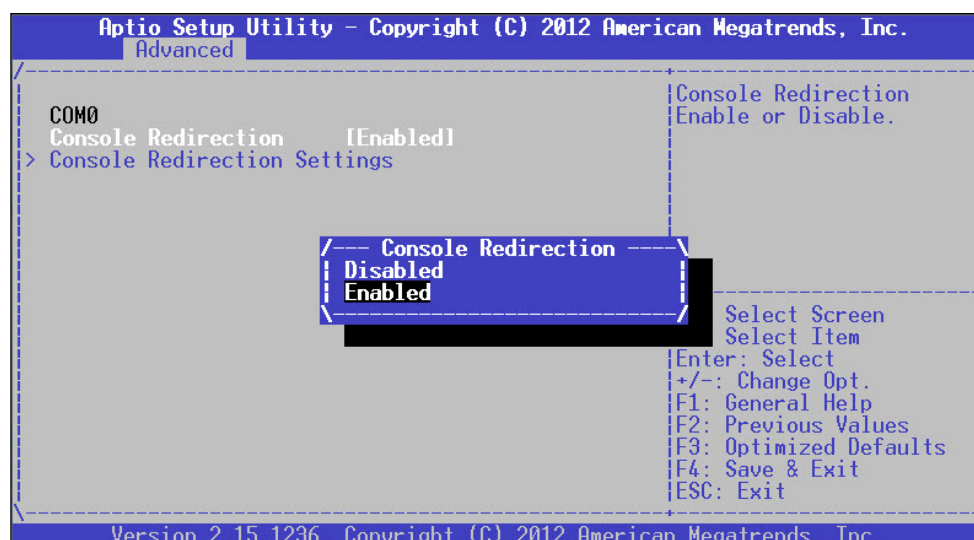 Aptio Setup Utility – Copyright (C) 2012 American Megatrends, Inc.
Advanced
COM0
Console Redirection [Enabled]
> Console Redirection Settings
Console Redirection
Enable or Disable.
/--- Console Redirection ----\
Disabled
Enabled
Select Screen
Select Item
Enter: Select
+/-: Change Opt.
F1: General Help
F2: Previous Values
F3: Optimized Defaults
F4: Save & Exit
ESC: Exit
Version 2.15.1236. Copyright (C) 2012 American Megatrends, Inc.